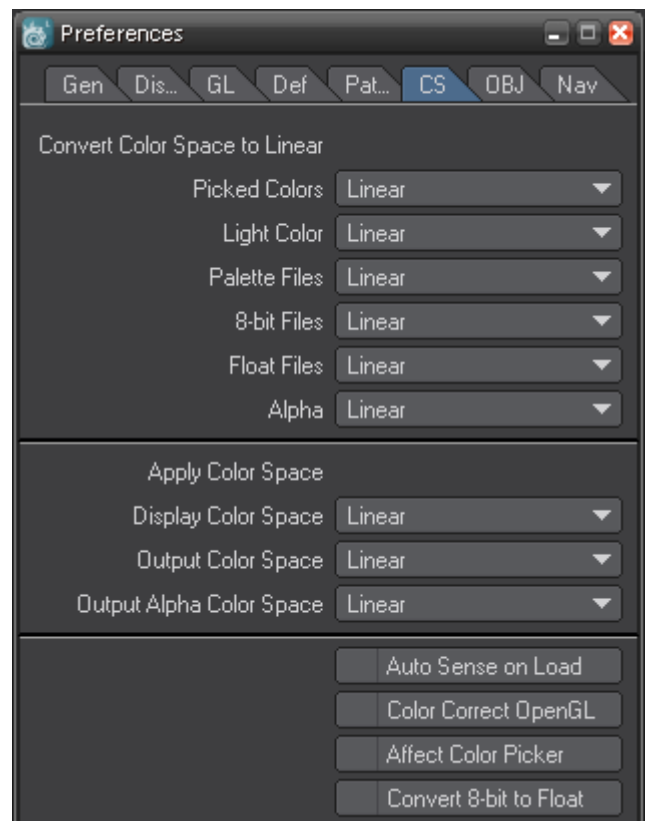 Preferences
Gen Dis... GL Def Pat... CS OBJ Nav
Convert Color Space to Linear
Picked Colors Linear
Light Color Linear
Palette Files Linear
8-bit Files Linear
Float Files Linear
Alpha Linear
Apply Color Space
Display Color Space Linear
Output Color Space Linear
Output Alpha Color Space Linear
Auto Sense on Load
Color Correct OpenGL
Affect Color Picker
Convert 8-bit to Float